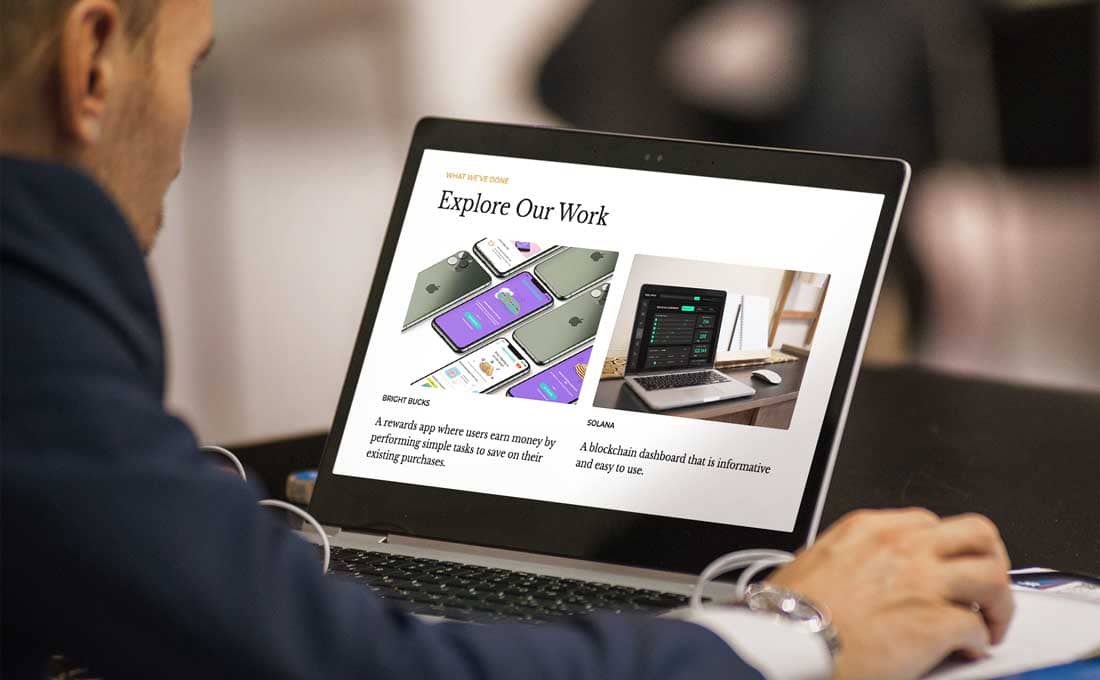 WHAT WE'VE DONE
Explore Our Work
BRIGHT BUCKS
A rewards app where users earn money by
performing simple tasks to save on their
existing purchases.
SOLANA
A blockchain dashboard that is informative
and easy to use.